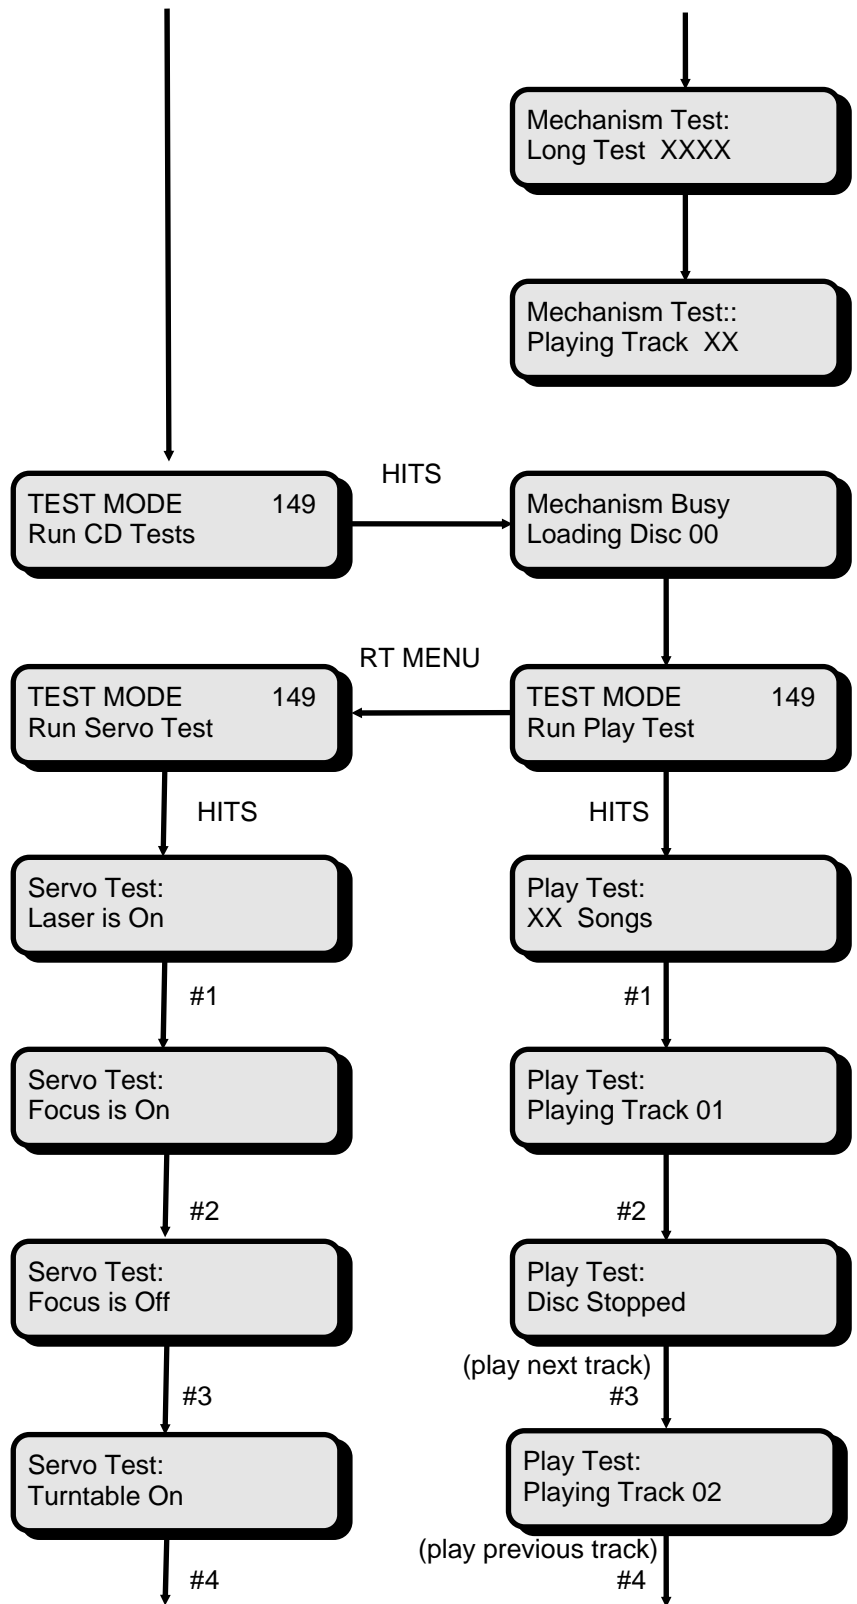 Mechanism Test:
Long Test  XXXX
Mechanism Test::
Playing Track  XX
TEST MODE 149
Run CD Tests
HITS
Mechanism Busy
Loading Disc 00
RT MENU
TEST MODE 149
Run Servo Test
TEST MODE 149
Run Play Test
HITS
HITS
Servo Test:
Laser is On
Play Test:
XX  Songs
#1
#1
Servo Test:
Focus is On
Play Test:
Playing Track 01
#2
#2
Servo Test:
Focus is Off
Play Test:
Disc Stopped
#3
(play next track)
#3
Servo Test:
Turntable On
Play Test:
Playing Track 02
#4
(play previous track)
#4